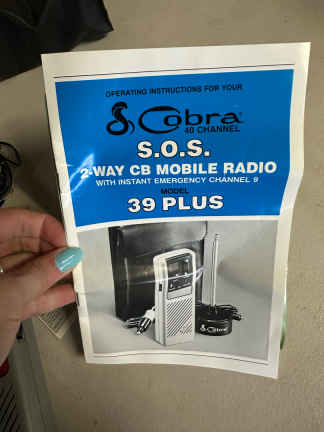 OPERATING INSTRUCTIONS FOR YOUR
Cobra
40 CHANNEL
S.O.S.
2-WAY CB MOBILE RADIO
WITH INSTANT EMERGENCY CHANNEL 9
MODEL
39 PLUS
Cobra